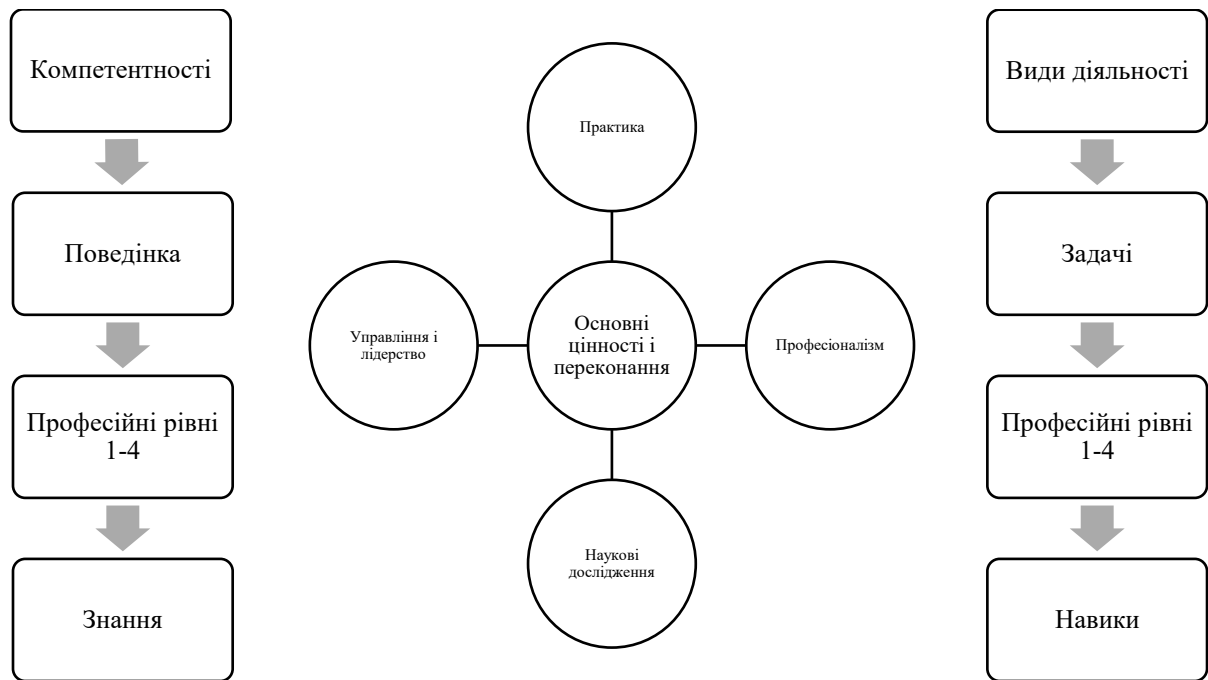 Компетентності
Поведінка
Професійні рівні
1-4
Знання
Практика
Управління і
лідерство
Основні
цінності і
переконання
Професіоналізм
Наукові
дослідження
Види діяльності
Задачі
Професійні рівні
1-4
Навики